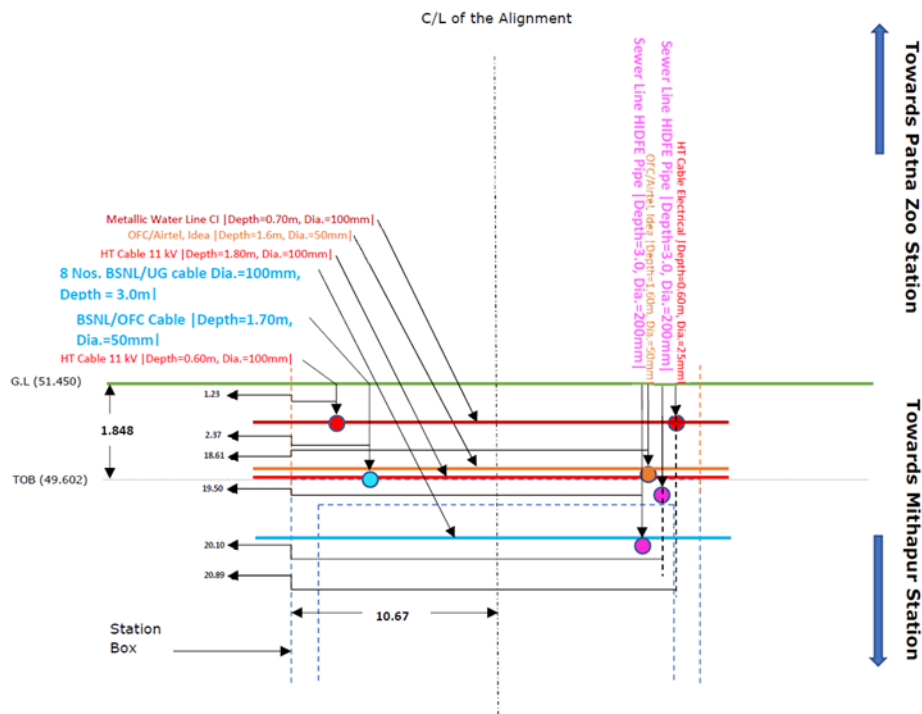 C/L of the Alignment
Towards Patna Zoo Station
Sewer Line HIDFE Pipe |Depth=3.0, Dia.=200mm|
OFC/Airtel, Idea |Depth=1.60m, Dia.=50mm|
Sewer Line HIDFE Pipe |Depth=3.0, Dia.=200mm|
HT Cable Electrical |Depth=0.60m, Dia.=25mm|
Metallic Water Line CI |Depth=0.70m, Dia.=100mm|
OFC/Airtel, Idea |Depth=1.6m, Dia.=50mm|
HT Cable 11 kV |Depth=1.80m, Dia.=100mm|
8 Nos. BSNL/UG cable Dia.=100mm,
Depth = 3.0m|
BSNL/OFC Cable |Depth=1.70m,
Dia.=50mm|
HT Cable 11 kV |Depth=0.60m, Dia.=100mm|
G.L (51.450)
1.23
1.848
2.37
18.61
TOB (49.602)
19.50
20.10
20.89
10.67
Station
Box
Towards Mithapur Station